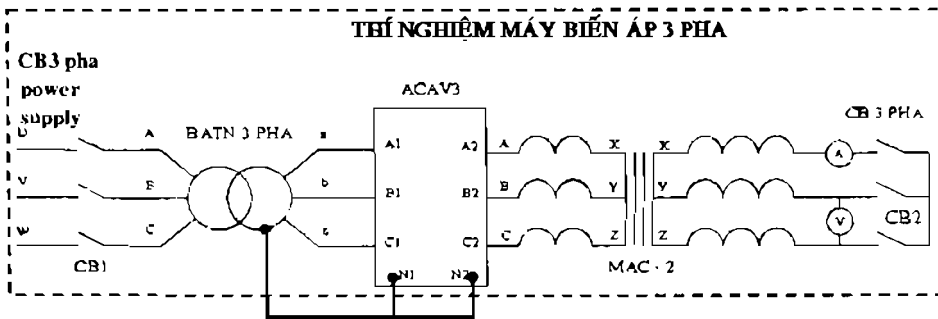 THÍ NGHIỆM MÁY BIẾN ÁP 3 PHA
CB3 pha
power
supply
ACAV3
BATN 3 PHA
CB 3 PHA
U A a A1 A2 A X X A
V B b B1 B2 B Y Y
W C C1 C2 C Z Z V
CB2
CB1
N1 N2
MAC - 2